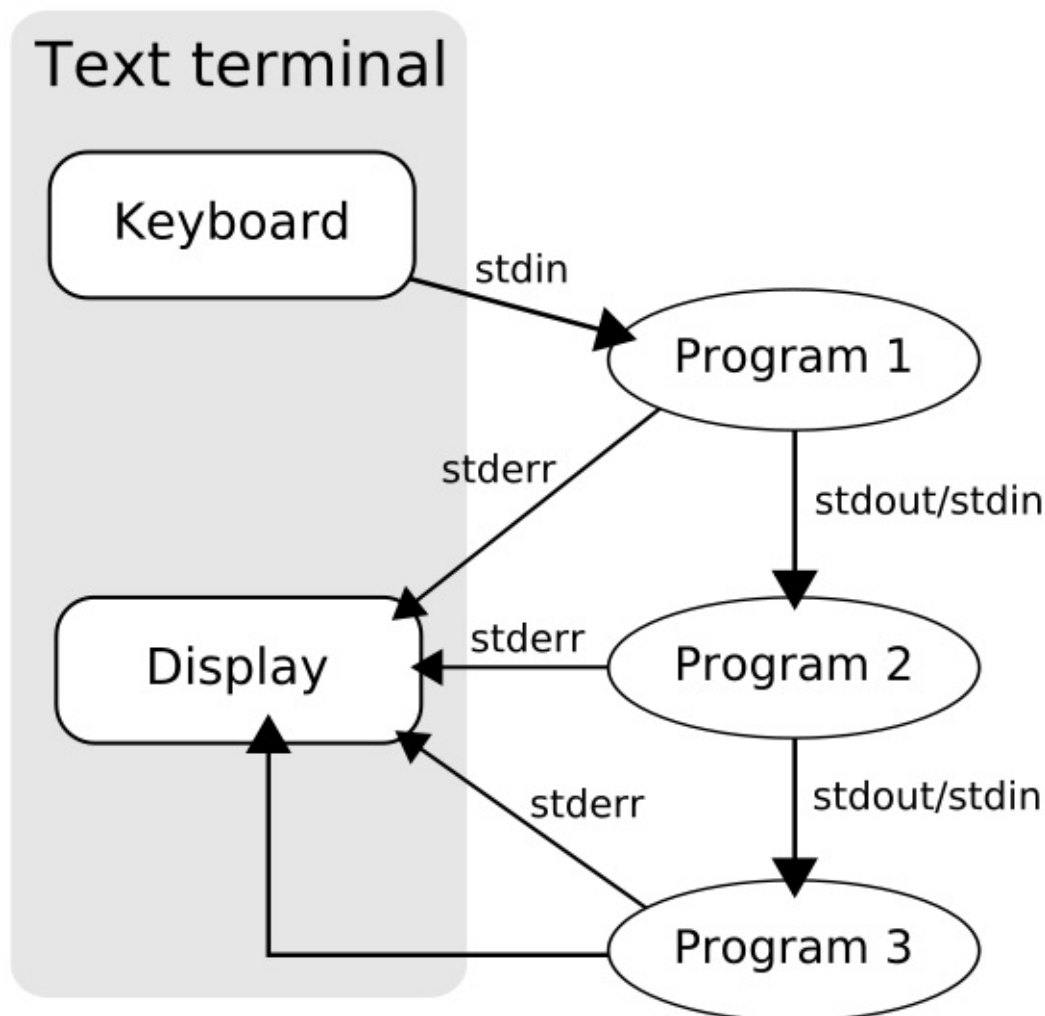 Text terminal
Keyboard
stdin
Program 1
stderr
stdout/stdin
stderr
Display
Program 2
stderr
stdout/stdin
Program 3